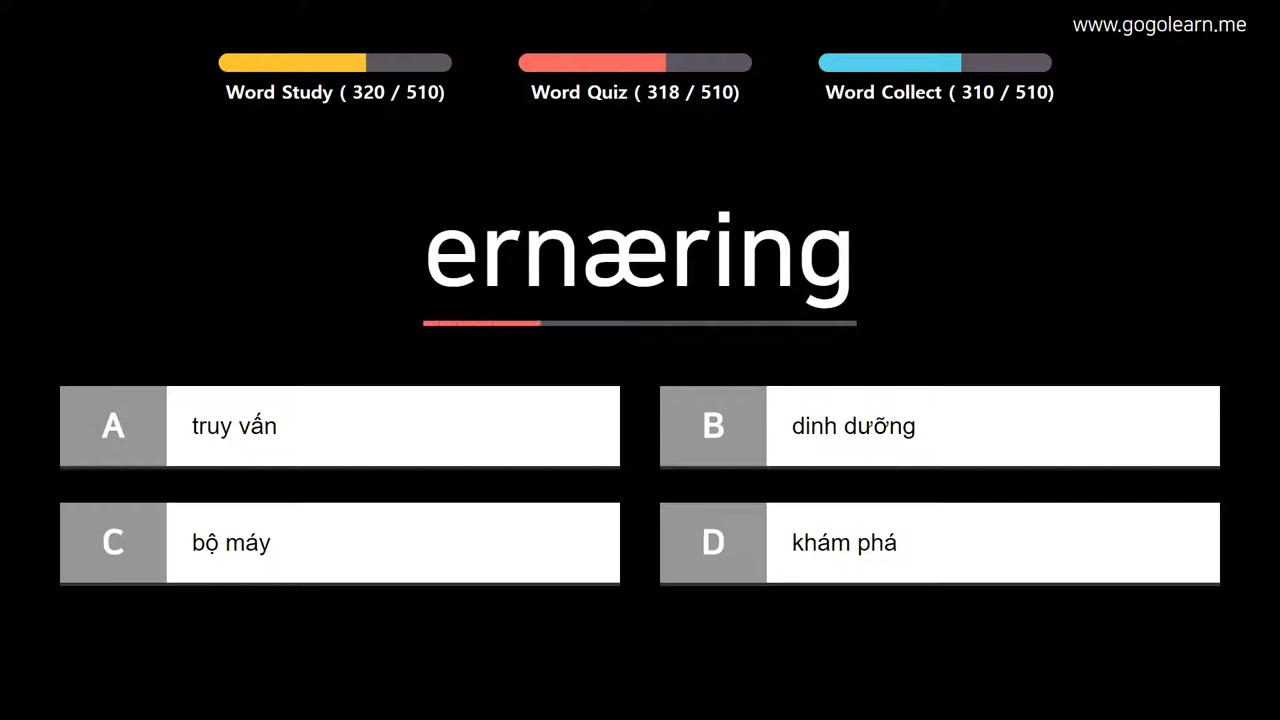 www.gogolearn.me
Word Study ( 320 / 510)
Word Quiz ( 318 / 510)
Word Collect ( 310 / 510)
ernæring
A truy vấn
B dinh dưỡng
C bộ máy
D khám phá